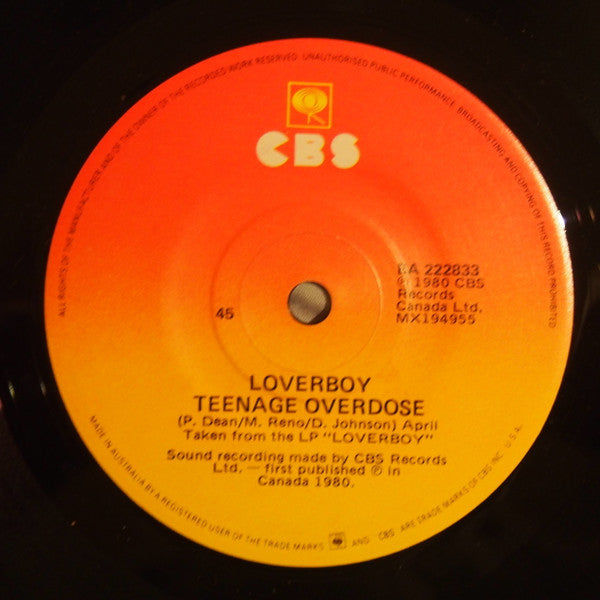 ALL RIGHTS OF THE MANUFACTURER AND OF THE OWNER OF THE RECORDED WORK RESERVED. UNAUTHORISED PUBLIC PERFORMANCE, BROADCASTING AND COPYING OF THIS RECORD PROHIBITED
CBS
BA 222833
℗ 1980 CBS
Records
Canada Ltd.
MX194955
45
LOVERBOY
TEENAGE OVERDOSE
(P. Dean/M. Reno/D. Johnson) April
Taken from the LP "LOVERBOY"
Sound recording made by CBS Records
Ltd. — first published ℗ in
Canada 1980.
MADE IN AUSTRALIA BY A REGISTERED USER OF THE TRADE MARKS AND CBS ARE TRADE MARKS OF CBS INC. U.S.A.